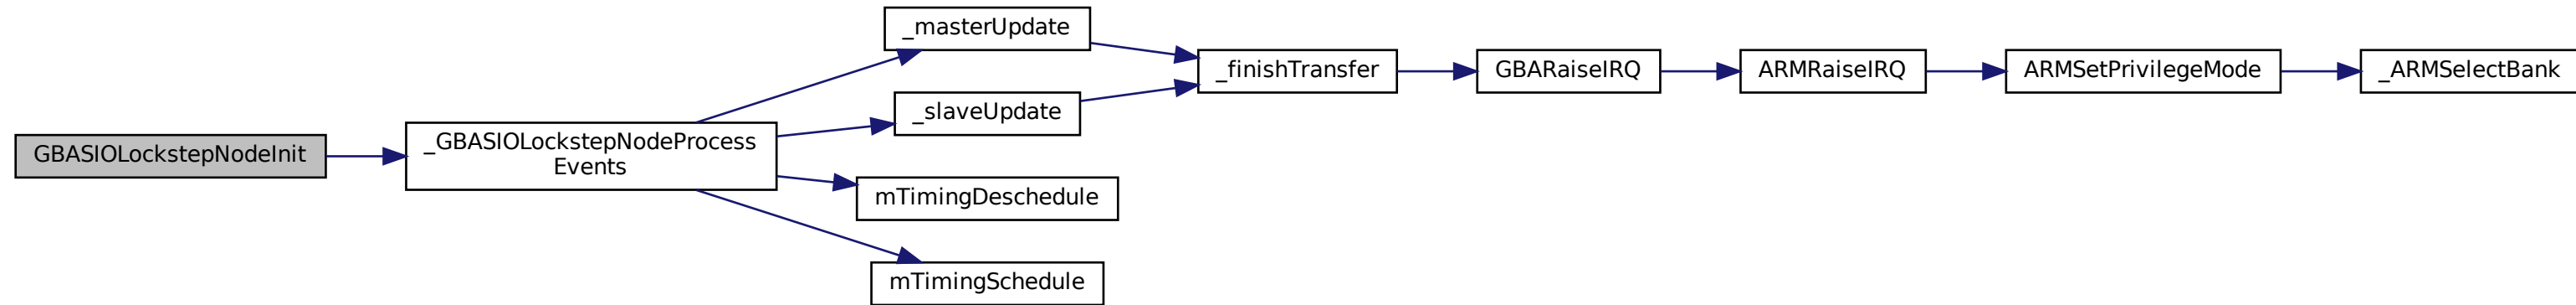 GBASIOLockstepNodeInit
_GBASIOLockstepNodeProcess
Events
_masterUpdate
_slaveUpdate
mTimingDeschedule
mTimingSchedule
_finishTransfer
GBARaiseIRQ
ARMRaiseIRQ
ARMSetPrivilegeMode
_ARMSelectBank